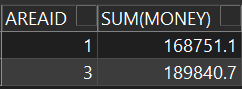 AREAID SUM(MONEY)
1 168751.1
3 189840.7